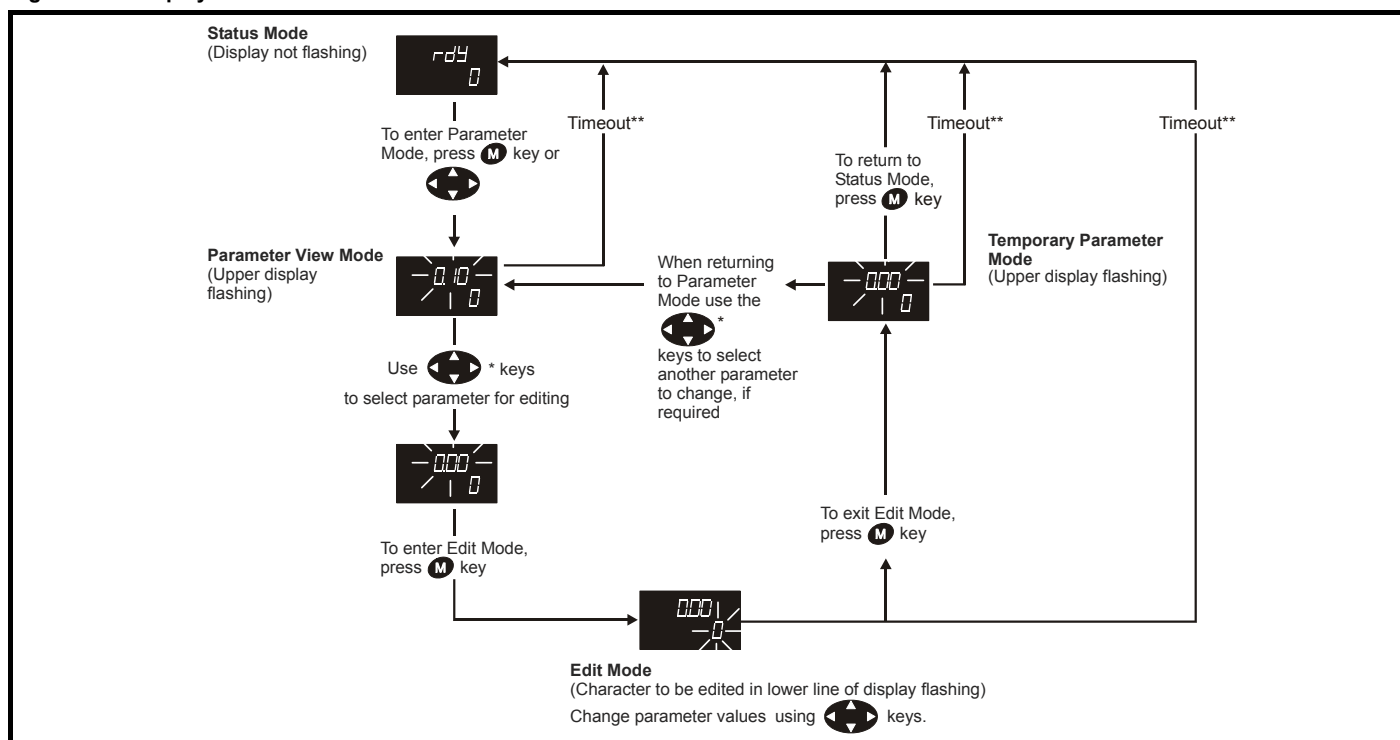 Status Mode
(Display not flashing)
rdY
0
To enter Parameter
Mode, press M key or
Timeout**
Timeout**
Timeout**
To return to
Status Mode,
press M key
Parameter View Mode
(Upper display
flashing)
0.10
0
When returning
to Parameter
Mode use the
*
keys to select
another parameter
to change, if
required
0.00
0
Temporary Parameter
Mode
(Upper display flashing)
Use * keys
to select parameter for editing
0.00
0
To enter Edit Mode,
press M key
To exit Edit Mode,
press M key
0.00
0
Edit Mode
(Character to be edited in lower line of display flashing)
Change parameter values using keys.